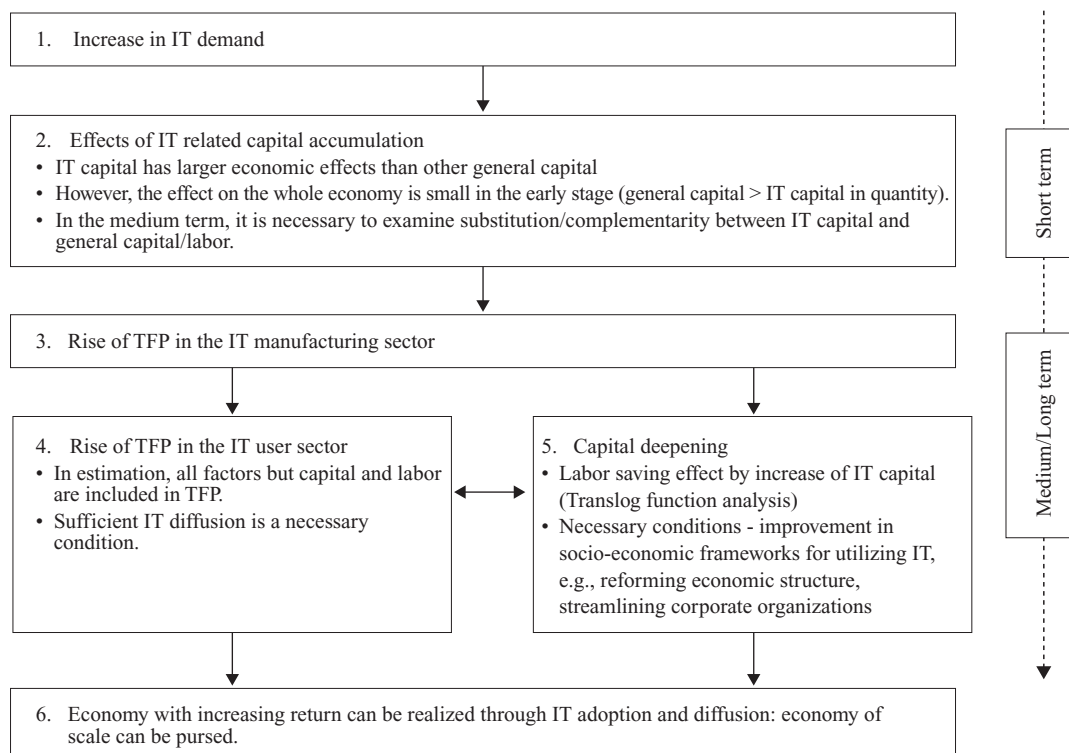 1. Increase in IT demand
2. Effects of IT related capital accumulation
• IT capital has larger economic effects than other general capital
• However, the effect on the whole economy is small in the early stage (general capital > IT capital in quantity).
• In the medium term, it is necessary to examine substitution/complementarity between IT capital and
general capital/labor.
3. Rise of TFP in the IT manufacturing sector
4. Rise of TFP in the IT user sector
• In estimation, all factors but capital and labor
are included in TFP.
• Sufficient IT diffusion is a necessary
condition.
5. Capital deepening
• Labor saving effect by increase of IT capital
(Translog function analysis)
• Necessary conditions - improvement in
socio-economic frameworks for utilizing IT,
e.g., reforming economic structure,
streamlining corporate organizations
6. Economy with increasing return can be realized through IT adoption and diffusion: economy of
scale can be pursed.
Short term
Medium/Long term